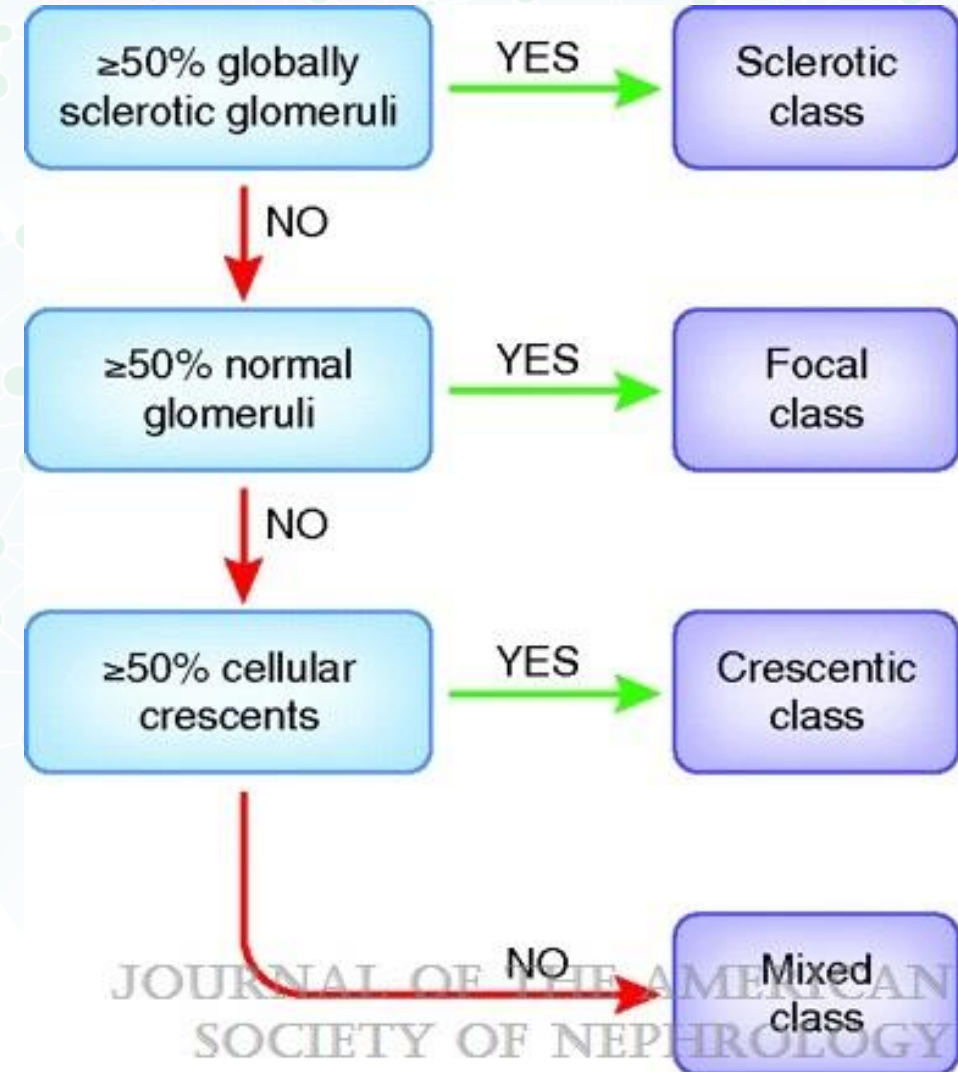 ≥50% globally
sclerotic glomeruli
YES
Sclerotic
class
NO
≥50% normal
glomeruli
YES
Focal
class
NO
≥50% cellular
crescents
YES
Crescentic
class
NO
Mixed
class
JOURNAL OF THE AMERICAN
SOCIETY OF NEPHROLOGY